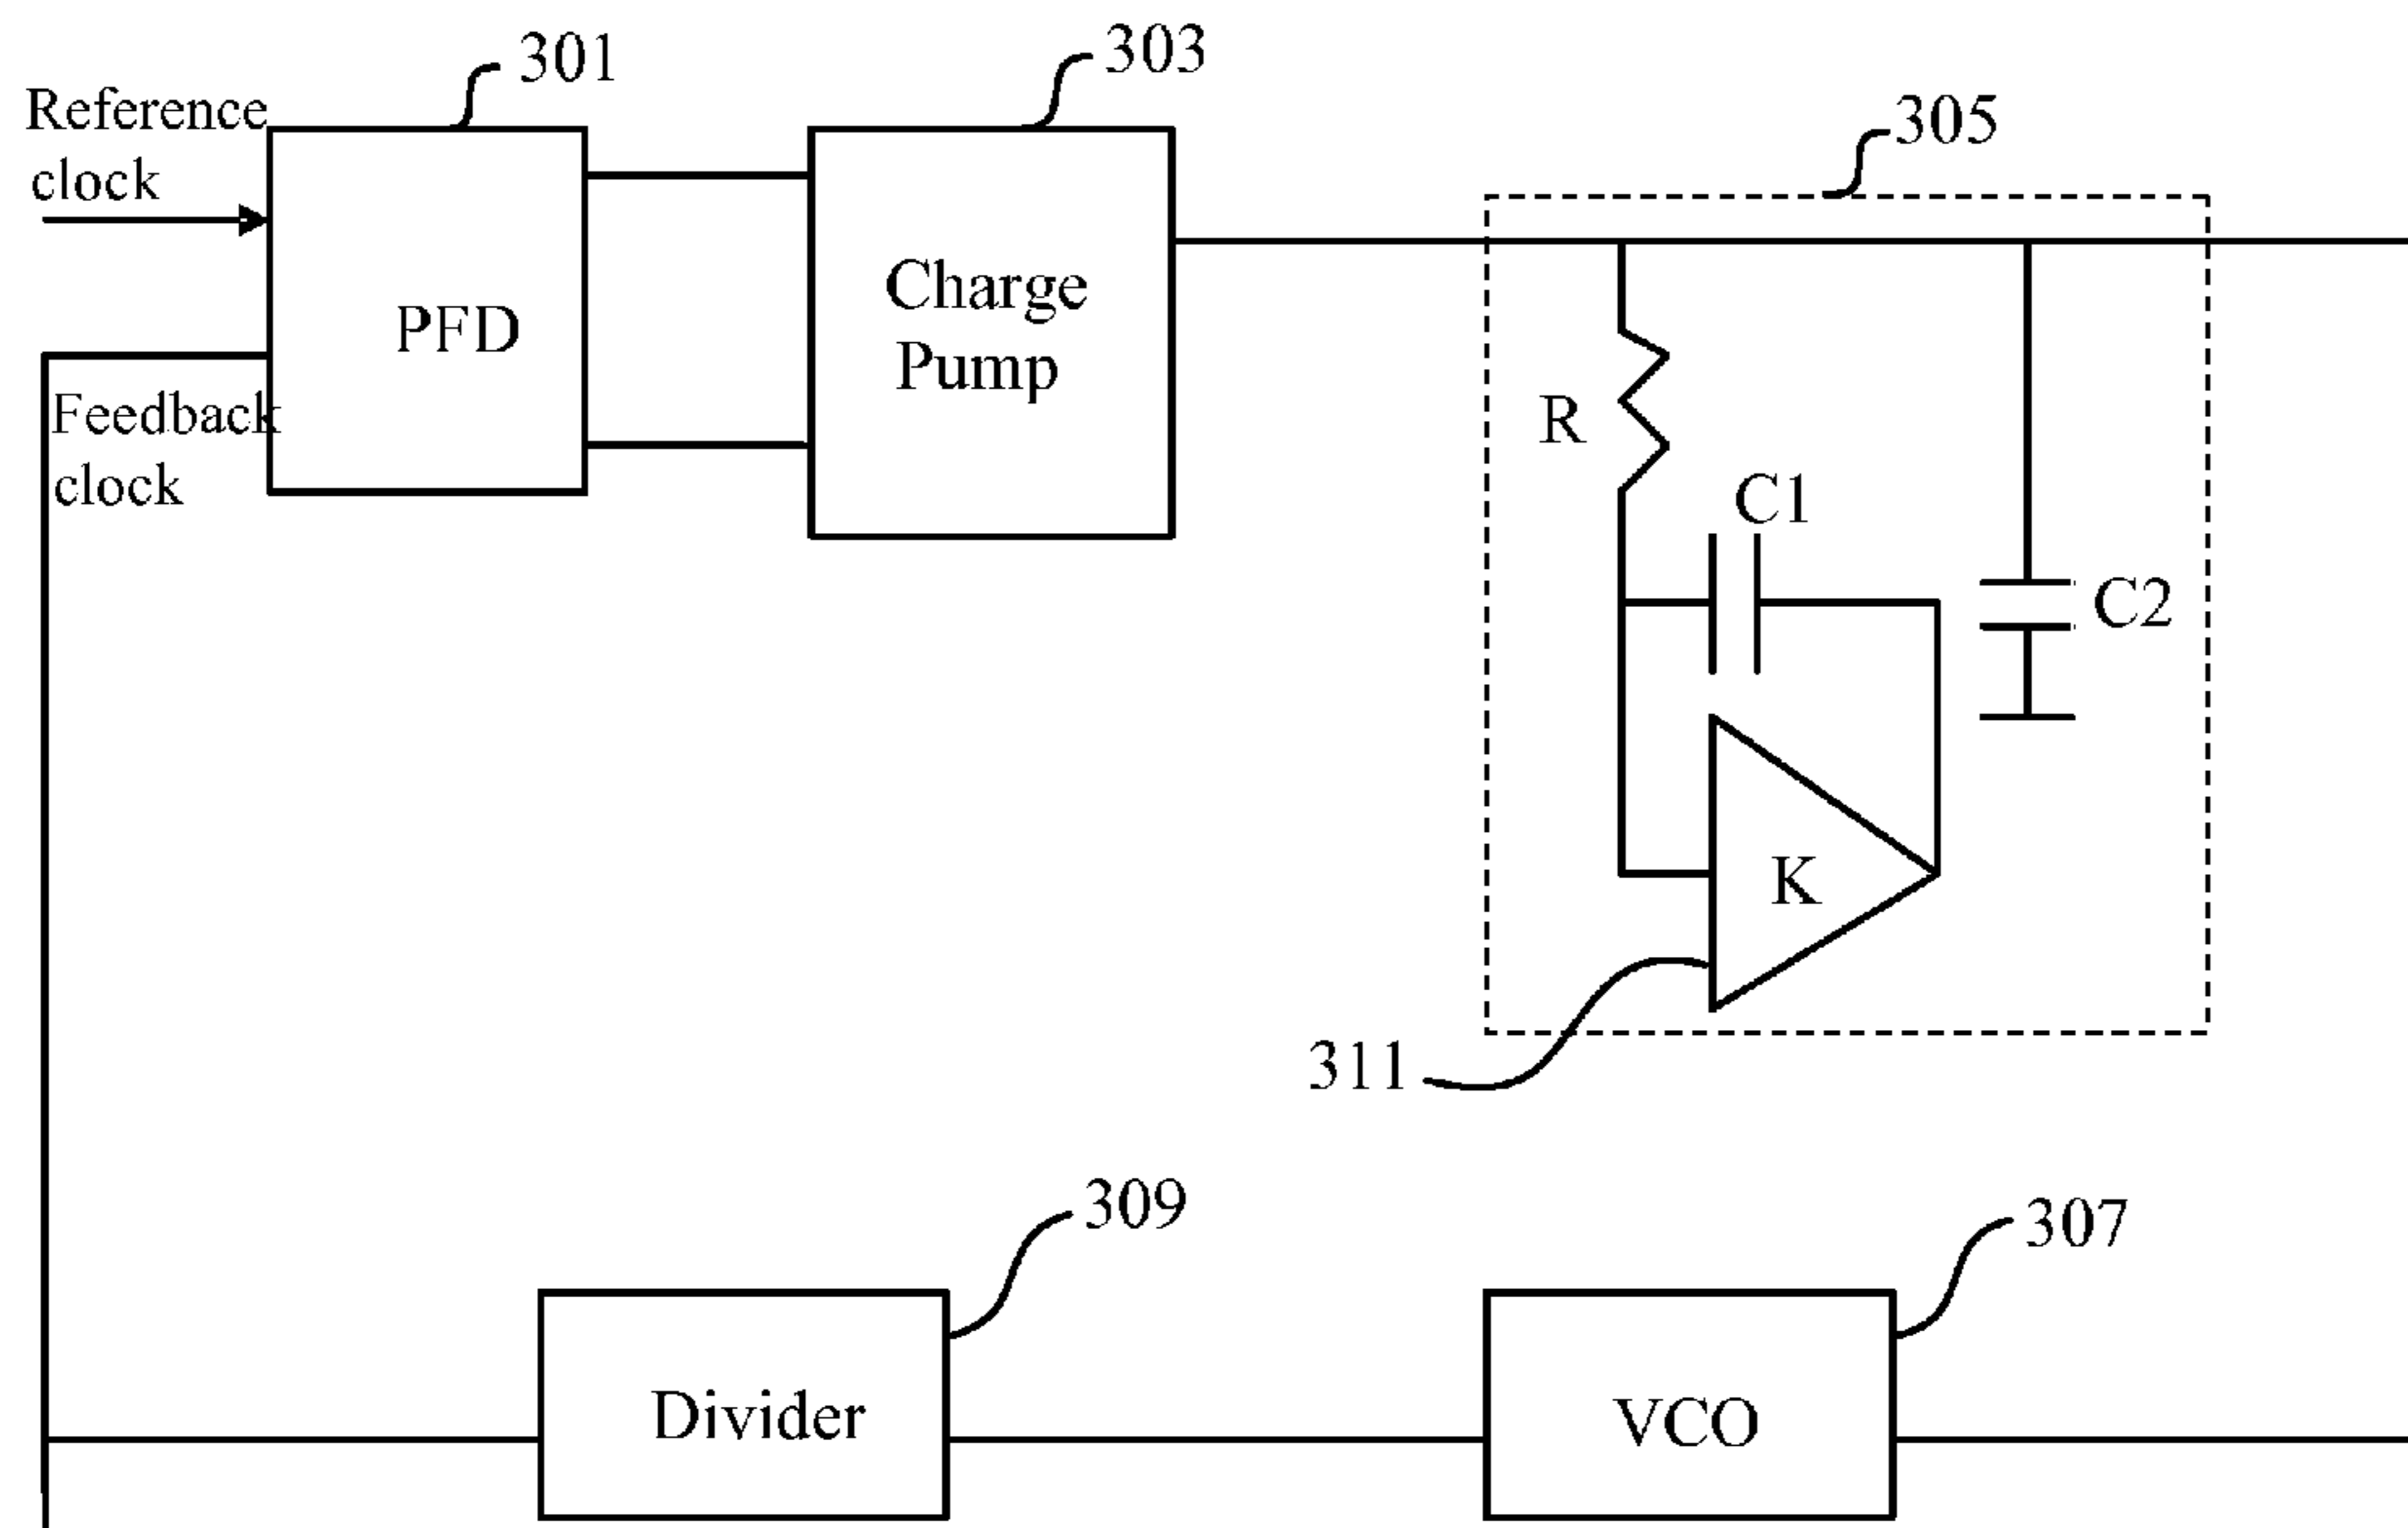 301
303
Reference
clock
305
PFD
Charge
Pump
Feedback
clock
R
C1
C2
K
311
309
307
Divider
VCO